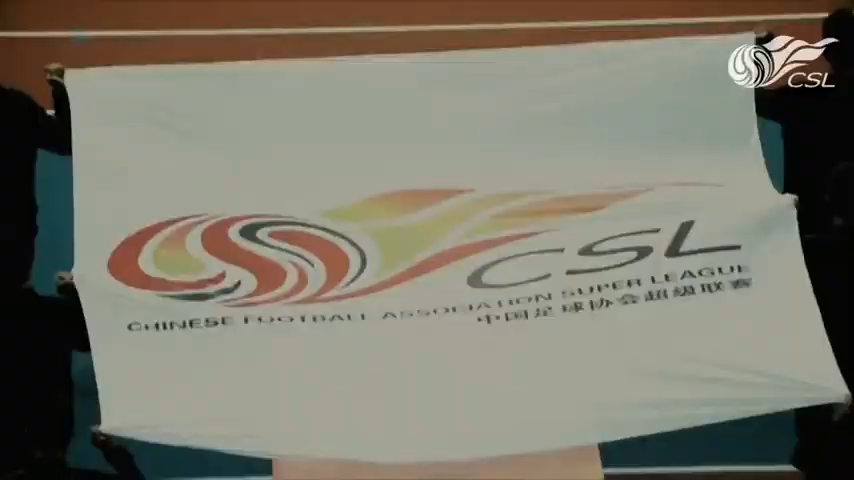 CSL
CSL
CHINESE FOOTBALL ASSOCIATION SUPER LEAGUE
中国足球协会超级联赛